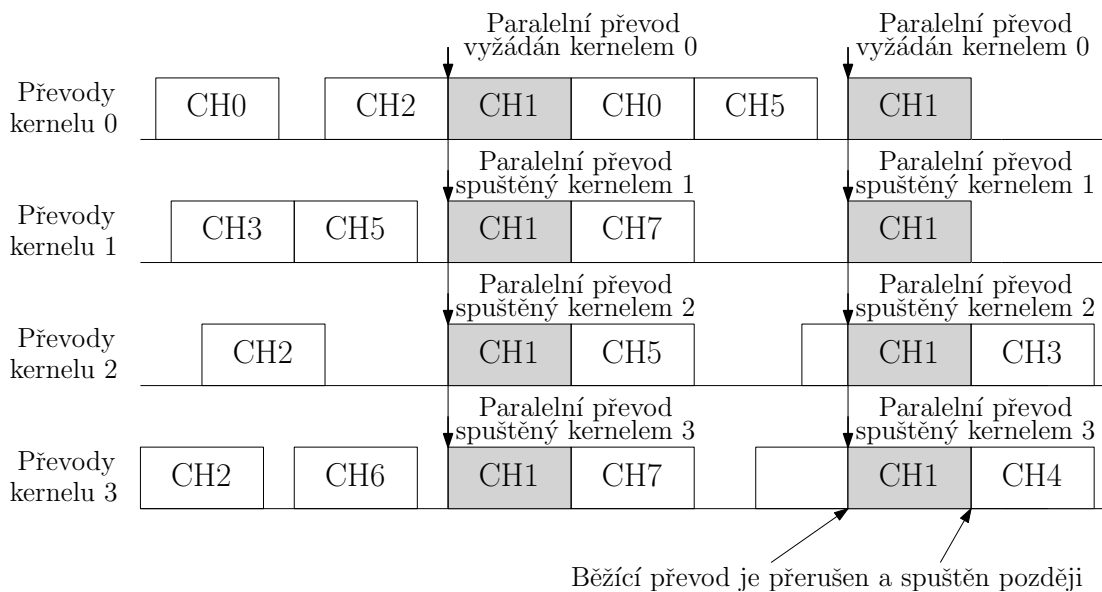 Paralelní převod
vyžádán kernelem 0
Paralelní převod
vyžádán kernelem 0
Převody
kernelu 0
CH0
CH2
CH1
CH0
CH5
CH1
Paralelní převod
spuštěný kernelem 1
Paralelní převod
spuštěný kernelem 1
Převody
kernelu 1
CH3
CH5
CH1
CH7
CH1
Paralelní převod
spuštěný kernelem 2
Paralelní převod
spuštěný kernelem 2
Převody
kernelu 2
CH2
CH1
CH5
CH1
CH3
Paralelní převod
spuštěný kernelem 3
Paralelní převod
spuštěný kernelem 3
Převody
kernelu 3
CH2
CH6
CH1
CH7
CH1
CH4
Běžící převod je přerušen a spuštěn později